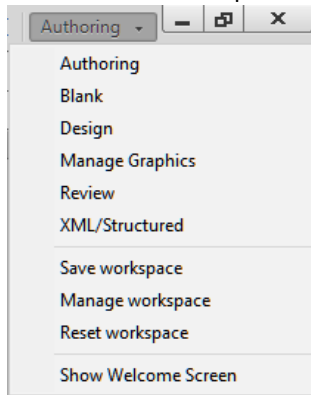 Authoring
Authoring
Blank
Design
Manage Graphics
Review
XML/Structured
Save workspace
Manage workspace
Reset workspace
Show Welcome Screen